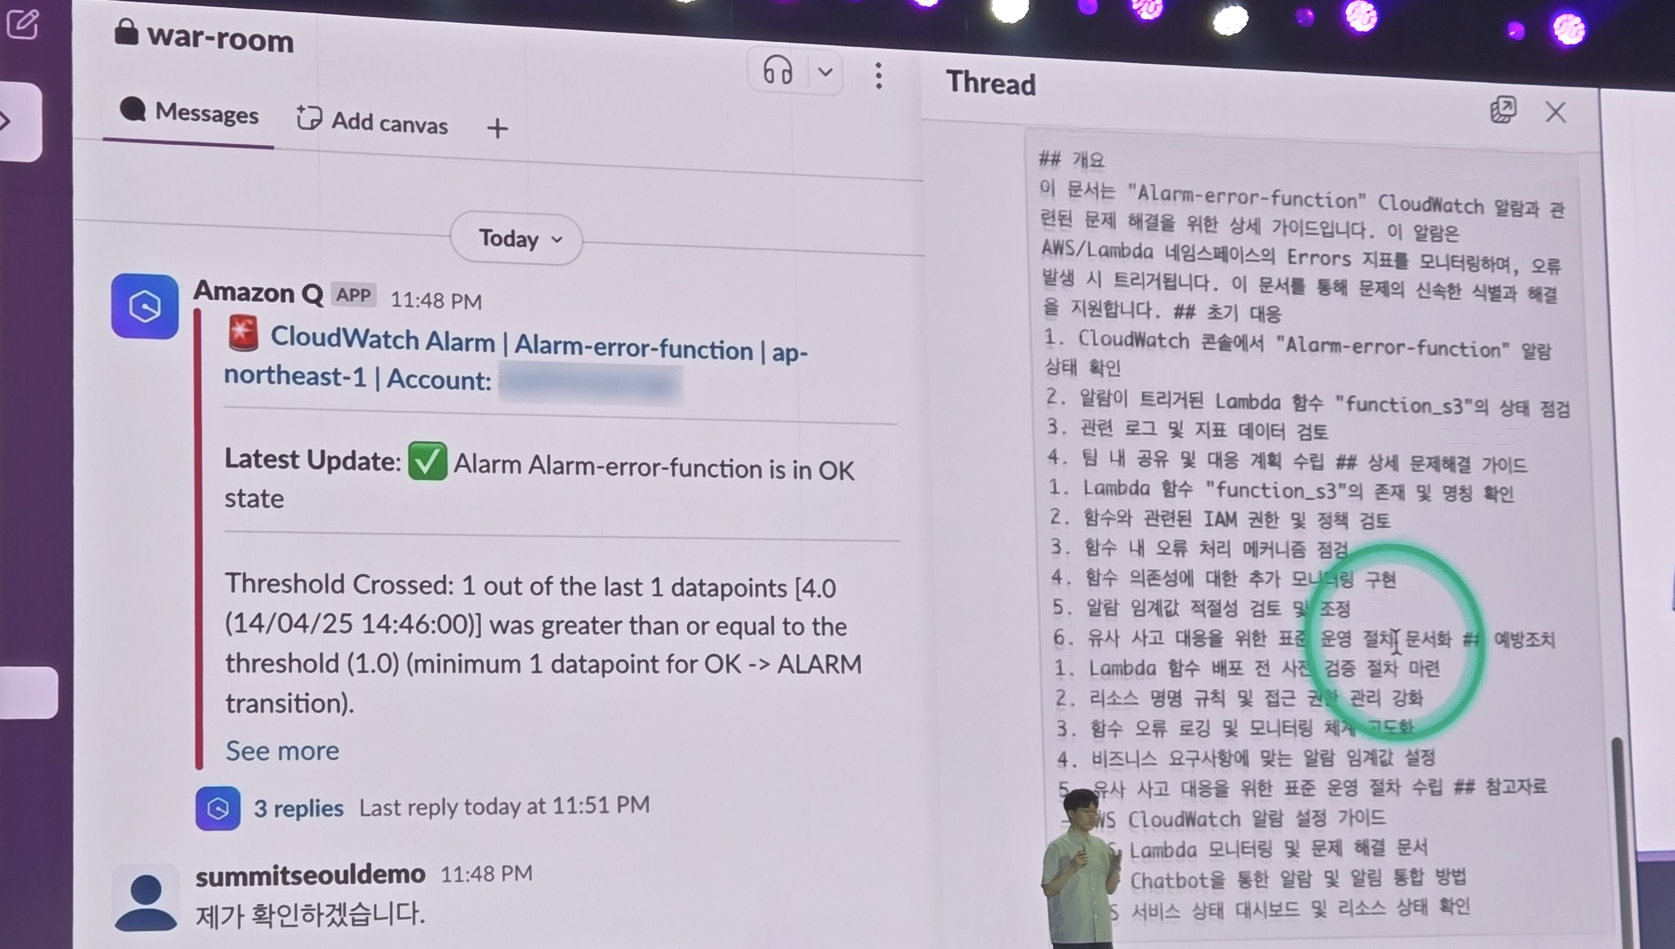 war-room
Messages
Add canvas
Today
Amazon Q APP 11:48 PM
CloudWatch Alarm | Alarm-error-function | ap-
northeast-1 | Account:
Latest Update: Alarm Alarm-error-function is in OK
state
Threshold Crossed: 1 out of the last 1 datapoints [4.0
(14/04/25 14:46:00)] was greater than or equal to the
threshold (1.0) (minimum 1 datapoint for OK -> ALARM
transition).
See more
3 replies Last reply today at 11:51 PM
summitseouldemo 11:48 PM
제가 확인하겠습니다.
Thread
## 개요
이 문서는 "Alarm-error-function" CloudWatch 알람과 관
련된 문제 해결을 위한 상세 가이드입니다. 이 알람은
AWS/Lambda 네임스페이스의 Errors 지표를 모니터링하며, 오류
발생 시 트리거됩니다. 이 문서를 통해 문제의 신속한 식별과 해결
을 지원합니다. ## 초기 대응
1. CloudWatch 콘솔에서 "Alarm-error-function" 알람
상태 확인
2. 알람이 트리거된 Lambda 함수 "function_s3"의 상태 점검
3. 관련 로그 및 지표 데이터 검토
4. 팀 내 공유 및 대응 계획 수립 ## 상세 문제해결 가이드
1. Lambda 함수 "function_s3"의 존재 및 명칭 확인
2. 함수와 관련된 IAM 권한 및 정책 검토
3. 함수 내 오류 처리 메커니즘 점검
4. 함수 의존성에 대한 추가 모니터링 구현
5. 알람 임계값 적절성 검토 및 조정
6. 유사 사고 대응을 위한 표준 운영 절차 문서화 ## 예방조치
1. Lambda 함수 배포 전 사전 검증 절차 마련
2. 리소스 명명 규칙 및 접근 권한 관리 강화
3. 함수 오류 로깅 및 모니터링 체계 고도화
4. 비즈니스 요구사항에 맞는 알람 임계값 설정
5. 유사 사고 대응을 위한 표준 운영 절차 수립 ## 참고자료
CloudWatch 알람 설정 가이드
Lambda 모니터링 및 문제 해결 문서
Chatbot을 통한 알람 및 알림 통합 방법
서비스 상태 대시보드 및 리소스 상태 확인